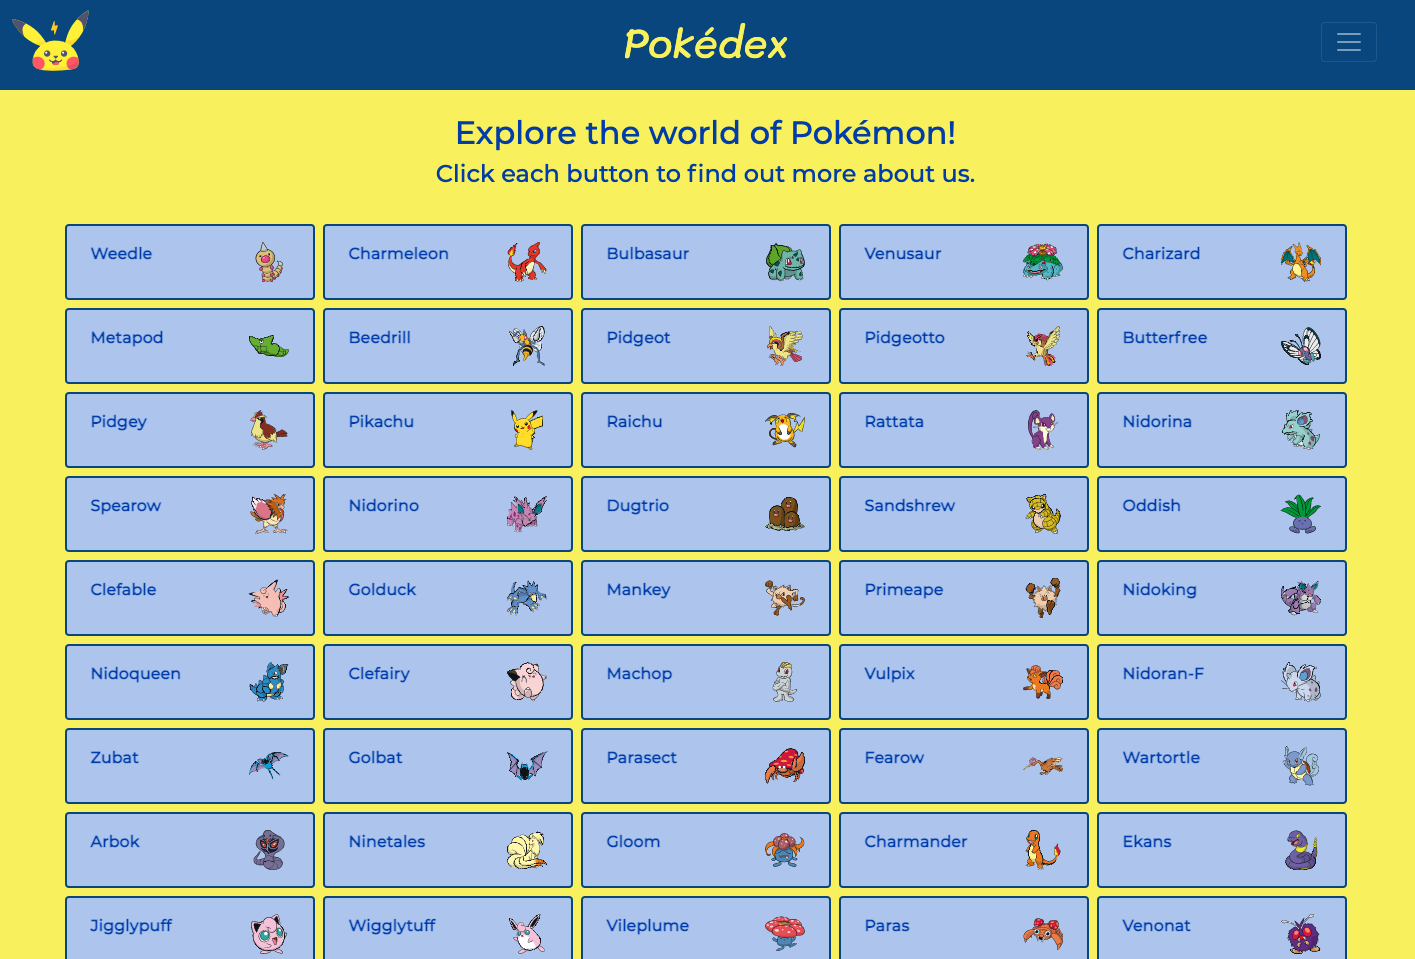 Pokédex
Explore the world of Pokémon!
Click each button to find out more about us.
Weedle
Charmeleon
Bulbasaur
Venusaur
Charizard
Metapod
Beedrill
Pidgeot
Pidgeotto
Butterfree
Pidgey
Pikachu
Raichu
Rattata
Nidorina
Spearow
Nidorino
Dugtrio
Sandshrew
Oddish
Clefable
Golduck
Mankey
Primeape
Nidoking
Nidoqueen
Clefairy
Machop
Vulpix
Nidoran-F
Zubat
Golbat
Parasect
Fearow
Wartortle
Arbok
Ninetales
Gloom
Charmander
Ekans
Jigglypuff
Wigglytuff
Vileplume
Paras
Venonat